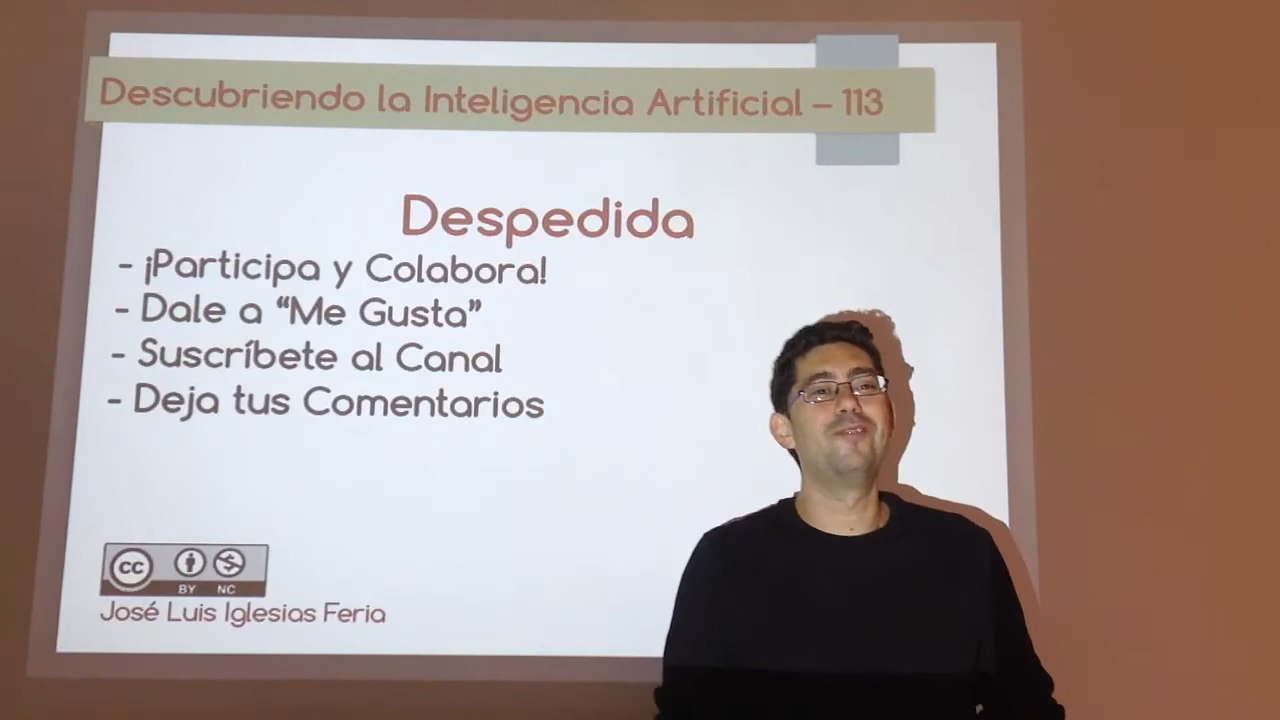 Descubriendo la Inteligencia Artificial – 113
Despedida
- ¡Participa y Colabora!
- Dale a “Me Gusta”
- Suscríbete al Canal
- Deja tus Comentarios
CC
BY NC
José Luis Iglesias Feria